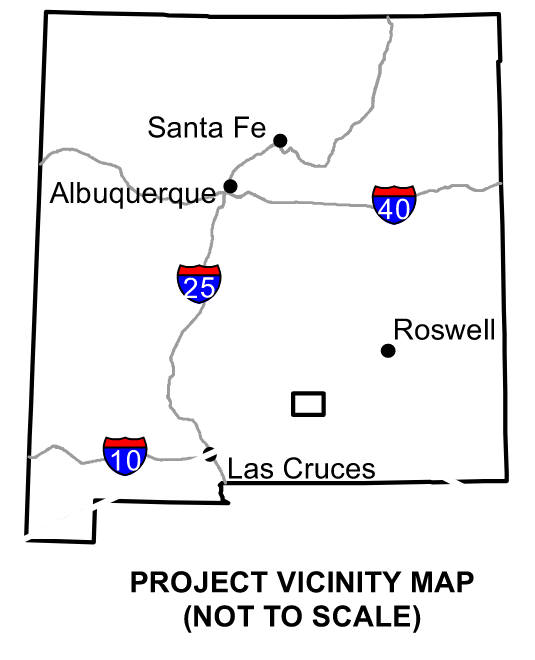 Santa Fe
Albuquerque
40
25
Roswell
10
Las Cruces
PROJECT VICINITY MAP
(NOT TO SCALE)